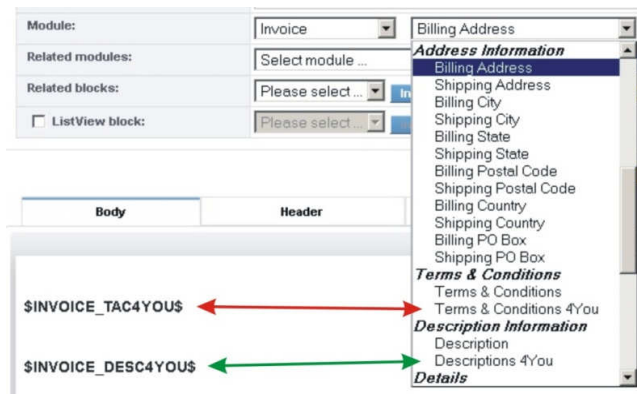 Module:
Invoice
Billing Address
Related modules:
Select module ...
Related blocks:
Please select ...
ListView block:
Please select ...
Address Information
Billing Address
Shipping Address
Billing City
Shipping City
Billing State
Shipping State
Billing Postal Code
Shipping Postal Code
Billing Country
Shipping Country
Billing PO Box
Shipping PO Box
Terms & Conditions
Terms & Conditions
Terms & Conditions 4You
Description Information
Description
Descriptions 4You
Details
Body
Header
$INVOICE_TAC4YOU$
$INVOICE_DESC4YOU$